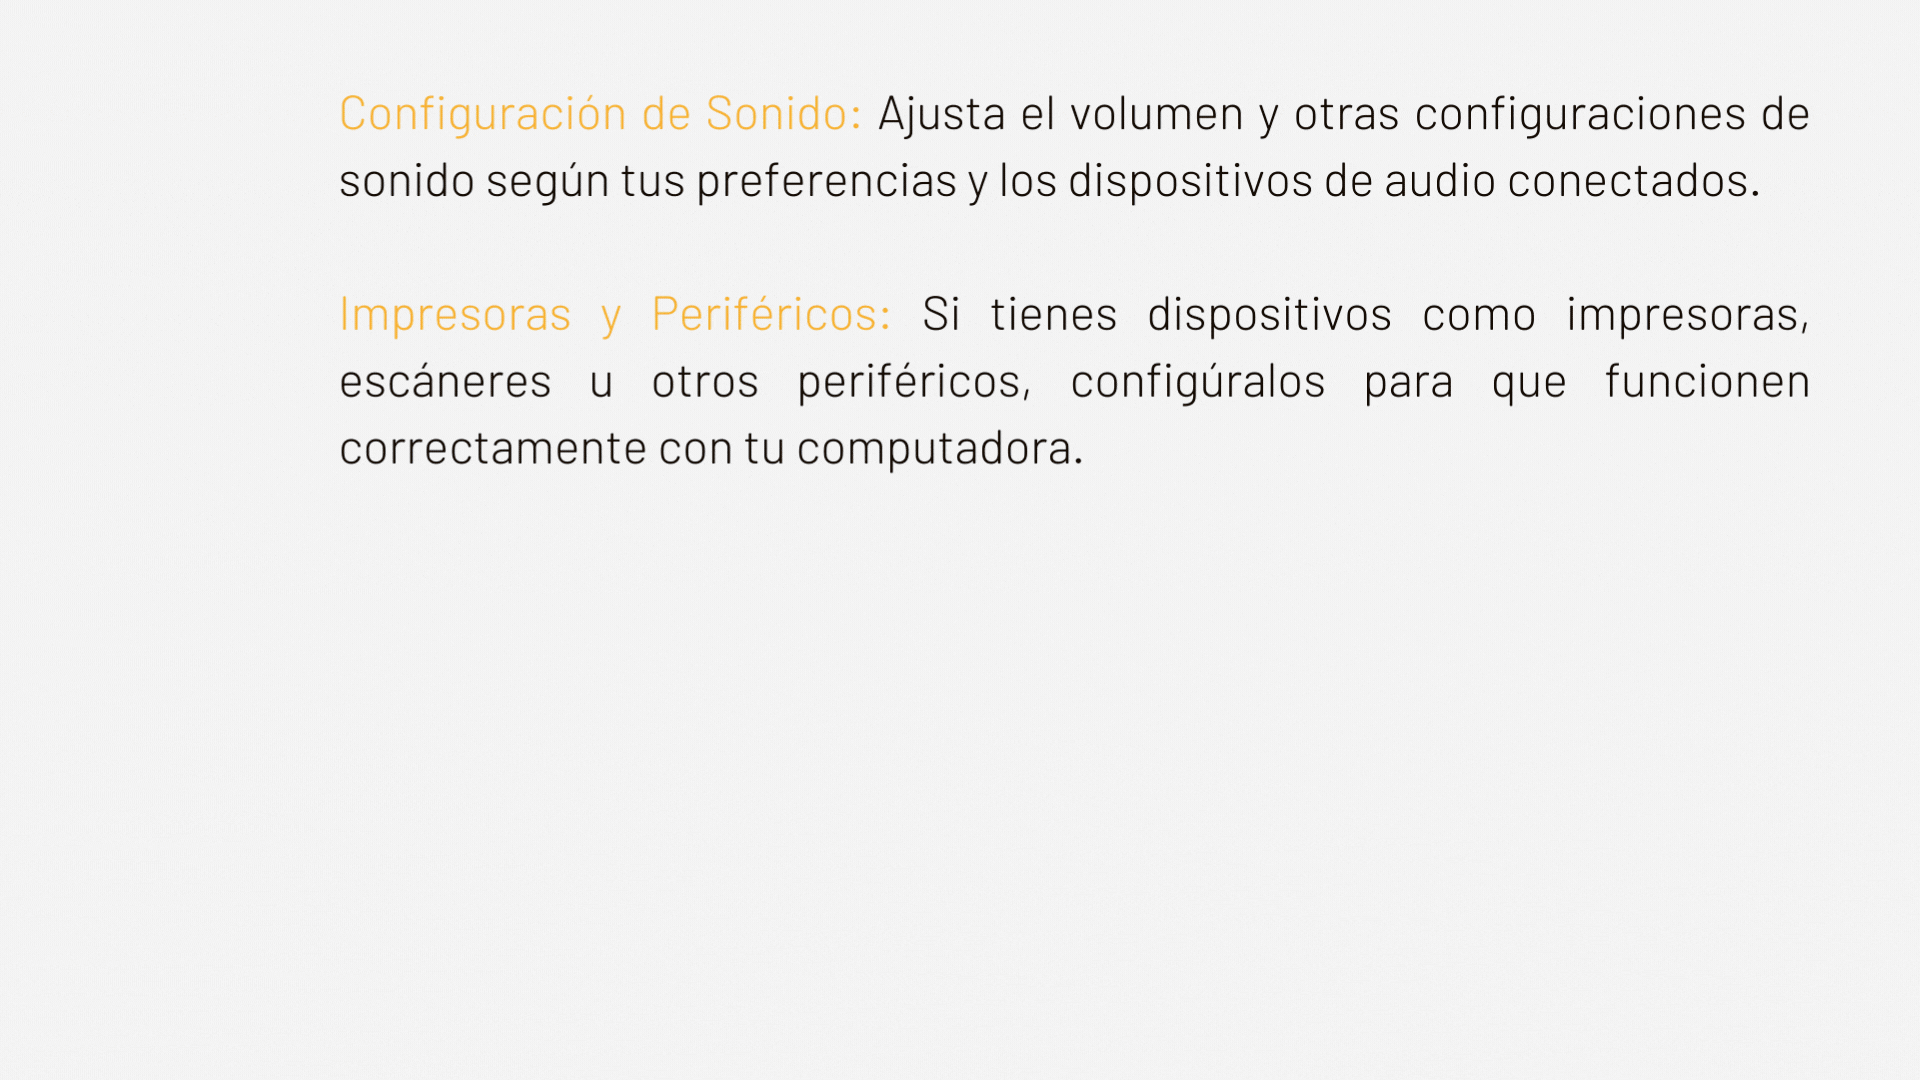 Configuración de Sonido: Ajusta el volumen y otras configuraciones de
sonido según tus preferencias y los dispositivos de audio conectados.
Impresoras y Periféricos: Si tienes dispositivos como impresoras,
escáneres u otros periféricos, configúralos para que funcionen
correctamente con tu computadora.